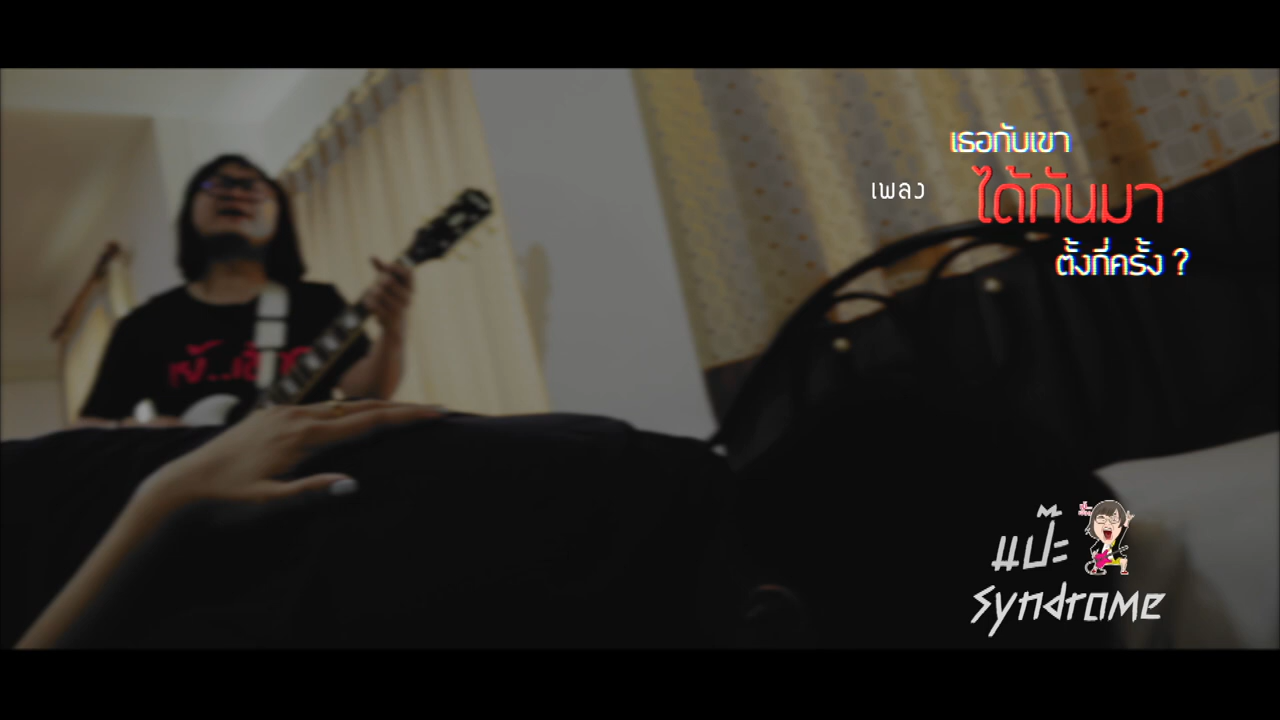 เธอกับเขา
เพลง ได้กันมา
ตั้งกี่ครั้ง ?
แป๊ะ
Syndrome